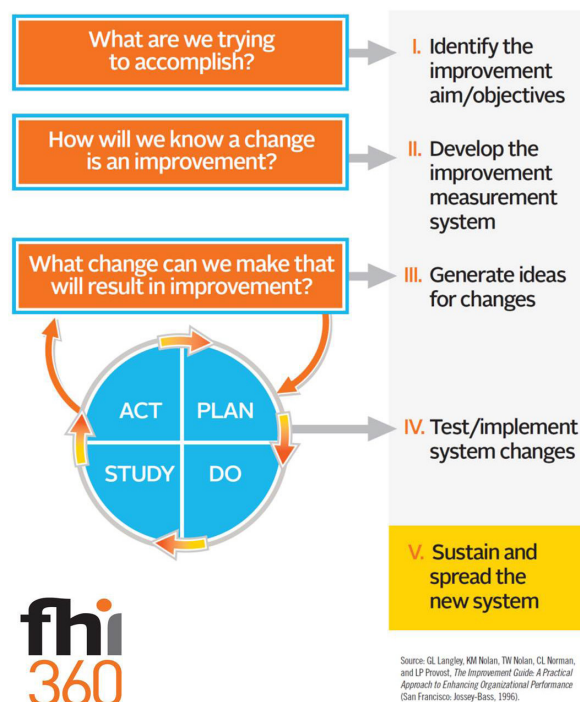 What are we trying
to accomplish?
I. Identify the
improvement
aim/objectives
How will we know a change
is an improvement?
II. Develop the
improvement
measurement
system
What change can we make that
will result in improvement?
III. Generate ideas
for changes
ACT
PLAN
STUDY
DO
IV. Test/implement
system changes
V. Sustain and
spread the
new system
fhi
360
Source: GL Langley, KM Nolan, TW Nolan, CL Norman,
and LP Provost, The Improvement Guide: A Practical
Approach to Enhancing Organizational Performance
(San Francisco: Jossey-Bass, 1996).